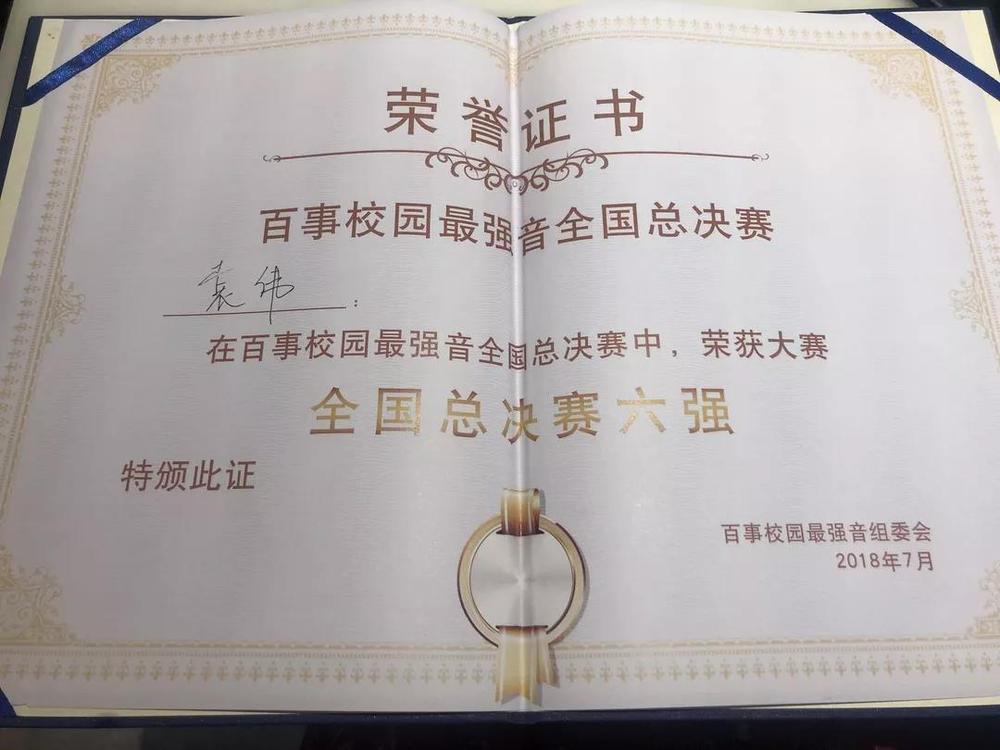 荣誉证书
百事校园最强音全国总决赛
袁伟：
在百事校园最强音全国总决赛中，荣获大赛
全国总决赛六强
特颁此证
百事校园最强音组委会
2018年7月